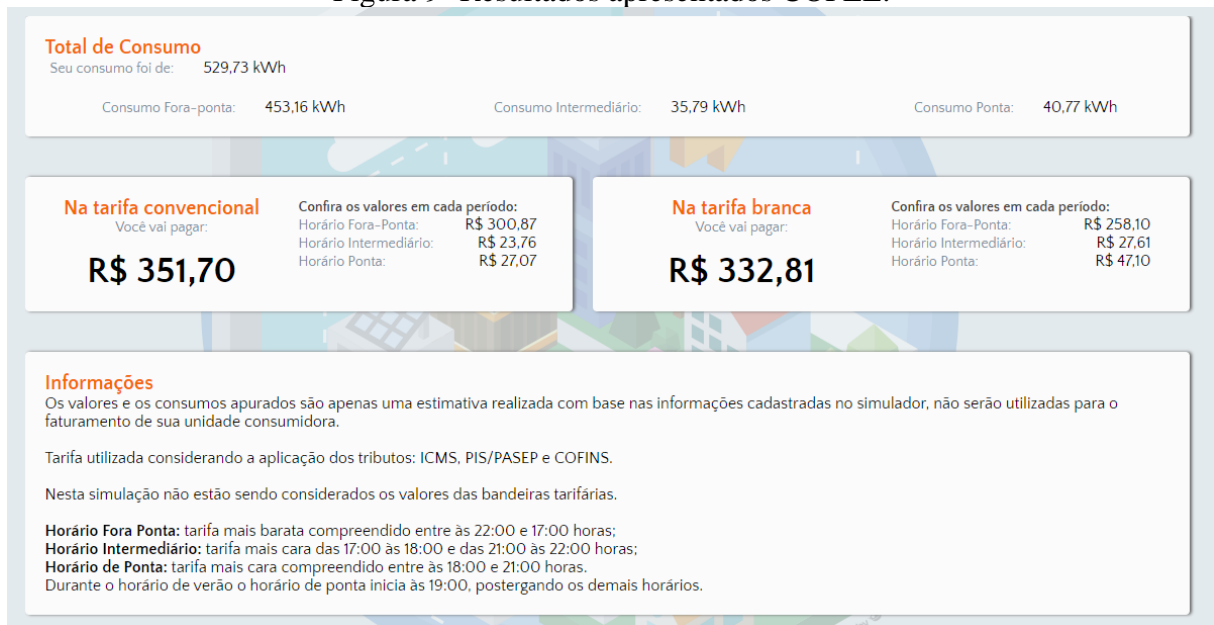 Figura 9- Resultados apresentados COPEL.
Total de Consumo
Seu consumo foi de: 529,73 kWh
Consumo Fora-ponta: 453,16 kWh Consumo Intermediário: 35,79 kWh Consumo Ponta: 40,77 kWh
Na tarifa convencional
Você vai pagar:
R$ 351,70
Confira os valores em cada período:
Horário Fora-Ponta: R$ 300,87
Horário Intermediário: R$ 23,76
Horário Ponta: R$ 27,07
Na tarifa branca
Você vai pagar:
R$ 332,81
Confira os valores em cada período:
Horário Fora-Ponta: R$ 258,10
Horário Intermediário: R$ 27,61
Horário Ponta: R$ 47,10
Informações
Os valores e os consumos apurados são apenas uma estimativa realizada com base nas informações cadastradas no simulador, não serão utilizadas para o
faturamento de sua unidade consumidora.
Tarifa utilizada considerando a aplicação dos tributos: ICMS, PIS/PASEP e COFINS.
Nesta simulação não estão sendo considerados os valores das bandeiras tarifárias.
Horário Fora Ponta: tarifa mais barata compreendido entre às 22:00 e 17:00 horas;
Horário Intermediário: tarifa mais cara das 17:00 às 18:00 e das 21:00 às 22:00 horas;
Horário de Ponta: tarifa mais cara compreendido entre às 18:00 e 21:00 horas.
Durante o horário de verão o horário de ponta inicia às 19:00, postergando os demais horários.